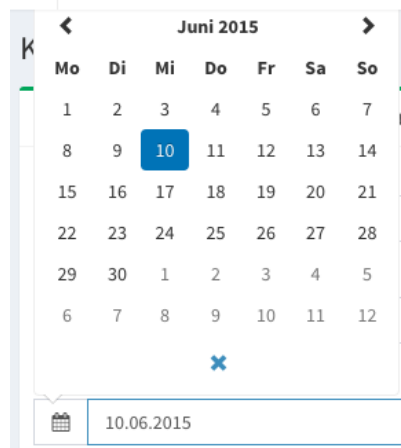 K
Juni 2015
Mo Di Mi Do Fr Sa So
1 2 3 4 5 6 7
8 9 10 11 12 13 14
15 16 17 18 19 20 21
22 23 24 25 26 27 28
29 30 1 2 3 4 5
6 7 8 9 10 11 12
10.06.2015